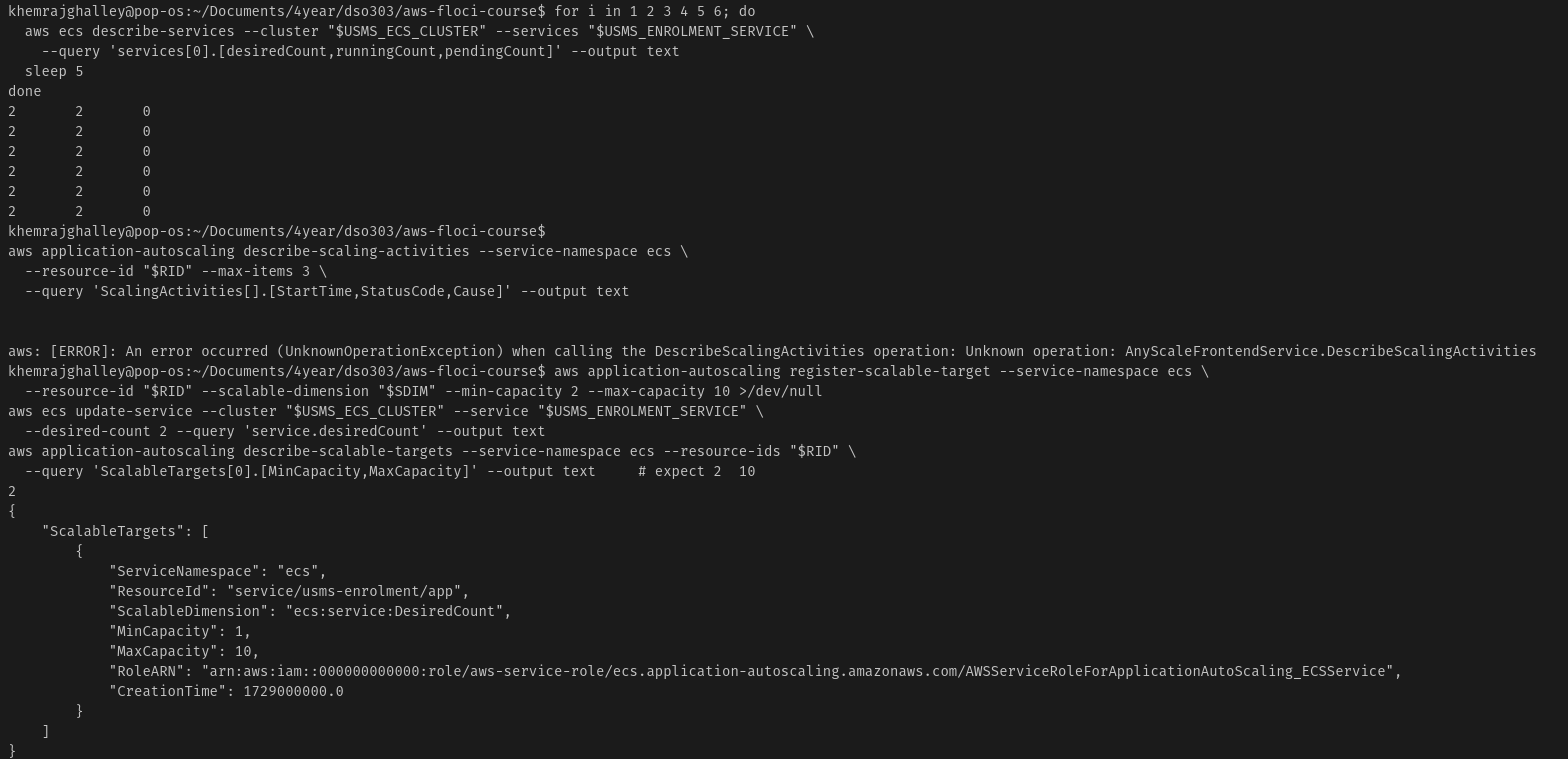 khemrajghalley@pop-os:~/Documents/4year/dso303/aws-floci-course$ for i in 1 2 3 4 5 6; do
  aws ecs describe-services --cluster "$USMS_ECS_CLUSTER" --services "$USMS_ENROLMENT_SERVICE" \
    --query 'services[0].[desiredCount,runningCount,pendingCount]' --output text
  sleep 5
done
2       2       0
2       2       0
2       2       0
2       2       0
2       2       0
2       2       0
khemrajghalley@pop-os:~/Documents/4year/dso303/aws-floci-course$
aws application-autoscaling describe-scaling-activities --service-namespace ecs \
  --resource-id "$RID" --max-items 3 \
  --query 'ScalingActivities[].[StartTime,StatusCode,Cause]' --output text
aws: [ERROR]: An error occurred (UnknownOperationException) when calling the DescribeScalingActivities operation: Unknown operation: AnyScaleFrontendService.DescribeScalingActivities
khemrajghalley@pop-os:~/Documents/4year/dso303/aws-floci-course$ aws application-autoscaling register-scalable-target --service-namespace ecs \
  --resource-id "$RID" --scalable-dimension "$SDIM" --min-capacity 2 --max-capacity 10 >/dev/null
aws ecs update-service --cluster "$USMS_ECS_CLUSTER" --service "$USMS_ENROLMENT_SERVICE" \
  --desired-count 2 --query 'service.desiredCount' --output text
aws application-autoscaling describe-scalable-targets --service-namespace ecs --resource-ids "$RID" \
  --query 'ScalableTargets[0].[MinCapacity,MaxCapacity]' --output text     # expect 2  10
2
{
    "ScalableTargets": [
        {
            "ServiceNamespace": "ecs",
            "ResourceId": "service/usms-enrolment/app",
            "ScalableDimension": "ecs:service:DesiredCount",
            "MinCapacity": 1,
            "MaxCapacity": 10,
            "RoleARN": "arn:aws:iam::000000000000:role/aws-service-role/ecs.application-autoscaling.amazonaws.com/AWSServiceRoleForApplicationAutoScaling_ECSService",
            "CreationTime": 1729000000.0
        }
    ]
}